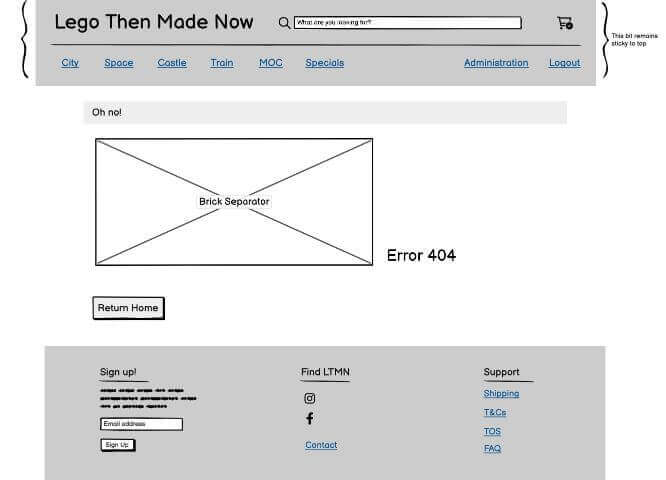 Lego Then Made Now
What are you looking for?
This bit remains
sticky to top
City Space Castle Train MOC Specials Administration Logout
Oh no!
Brick Separator
Error 404
Return Home
Sign up!
Email address
Sign Up
Find LTMN
Contact
Support
Shipping
T&Cs
TOS
FAQ